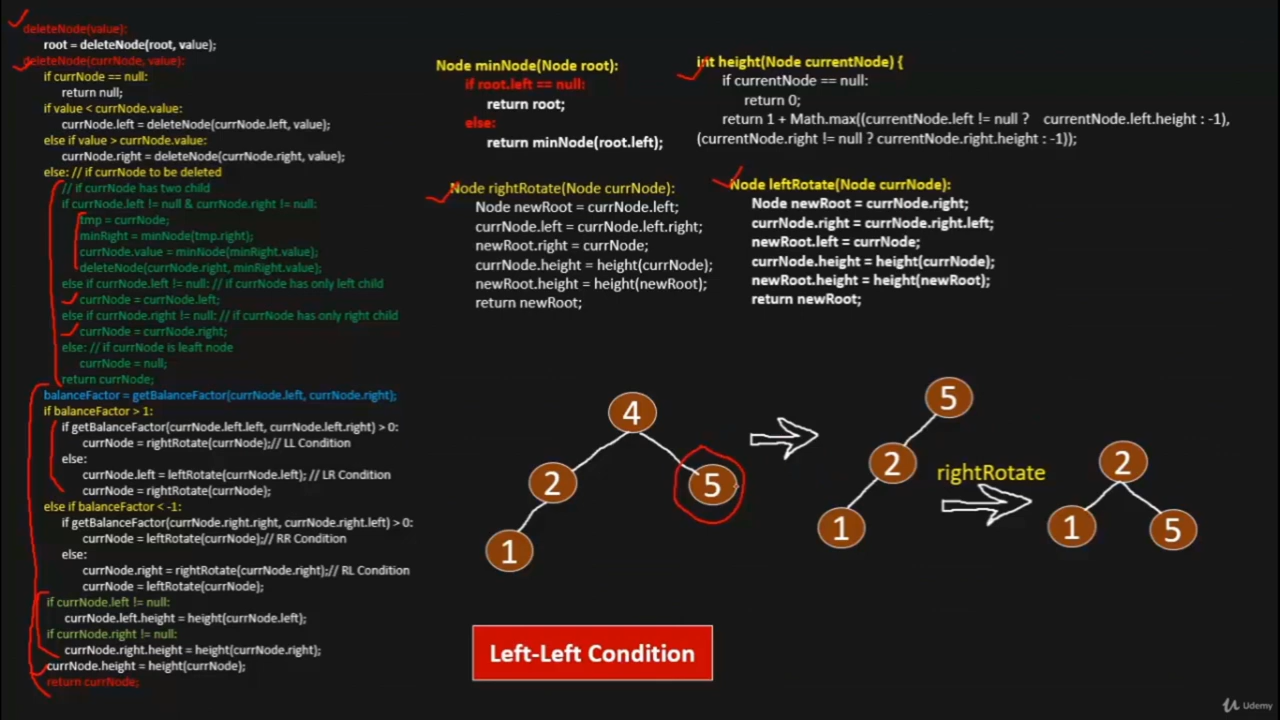 deleteNode(value):
root = deleteNode(root, value);
deleteNode(currNode, value):
if currNode == null:
return null;
if value < currNode.value:
currNode.left = deleteNode(currNode.left, value);
else if value > currNode.value:
currNode.right = deleteNode(currNode.right, value);
else: // if currNode to be deleted
// if currNode has two child
if currNode.left != null & currNode.right != null:
tmp = currNode;
minRight = minNode(tmp.right);
currNode.value = minNode(minRight.value);
deleteNode(currNode.right, minRight.value);
else if currNode.left != null: // if currNode has only left child
currNode = currNode.left;
else if currNode.right != null: // if currNode has only right child
currNode = currNode.right;
else: // if currNode is leaft node
currNode = null;
return currNode;
balanceFactor = getBalanceFactor(currNode.left, currNode.right);
if balanceFactor > 1:
if getBalanceFactor(currNode.left.left, currNode.left.right) > 0:
currNode = rightRotate(currNode);// LL Condition
else:
currNode.left = leftRotate(currNode.left); // LR Condition
currNode = rightRotate(currNode);
else if balanceFactor < -1:
if getBalanceFactor(currNode.right.right, currNode.right.left) > 0:
currNode = leftRotate(currNode);// RR Condition
else:
currNode.right = rightRotate(currNode.right);// RL Condition
currNode = leftRotate(currNode);
if currNode.left != null:
currNode.left.height = height(currNode.left);
if currNode.right != null:
currNode.right.height = height(currNode.right);
currNode.height = height(currNode);
return currNode;
Node minNode(Node root):
if root.left == null:
return root;
else:
return minNode(root.left);
int height(Node currentNode) {
if currentNode == null:
return 0;
return 1 + Math.max((currentNode.left != null ? currentNode.left.height : -1),
(currentNode.right != null ? currentNode.right.height : -1));
Node rightRotate(Node currNode):
Node newRoot = currNode.left;
currNode.left = currNode.left.right;
newRoot.right = currNode;
currNode.height = height(currNode);
newRoot.height = height(newRoot);
return newRoot;
Node leftRotate(Node currNode):
Node newRoot = currNode.right;
currNode.right = currNode.right.left;
newRoot.left = currNode;
currNode.height = height(currNode);
newRoot.height = height(newRoot);
return newRoot;
4
2 5
1
5
2
1
rightRotate
2
1 5
Left-Left Condition
Udemy